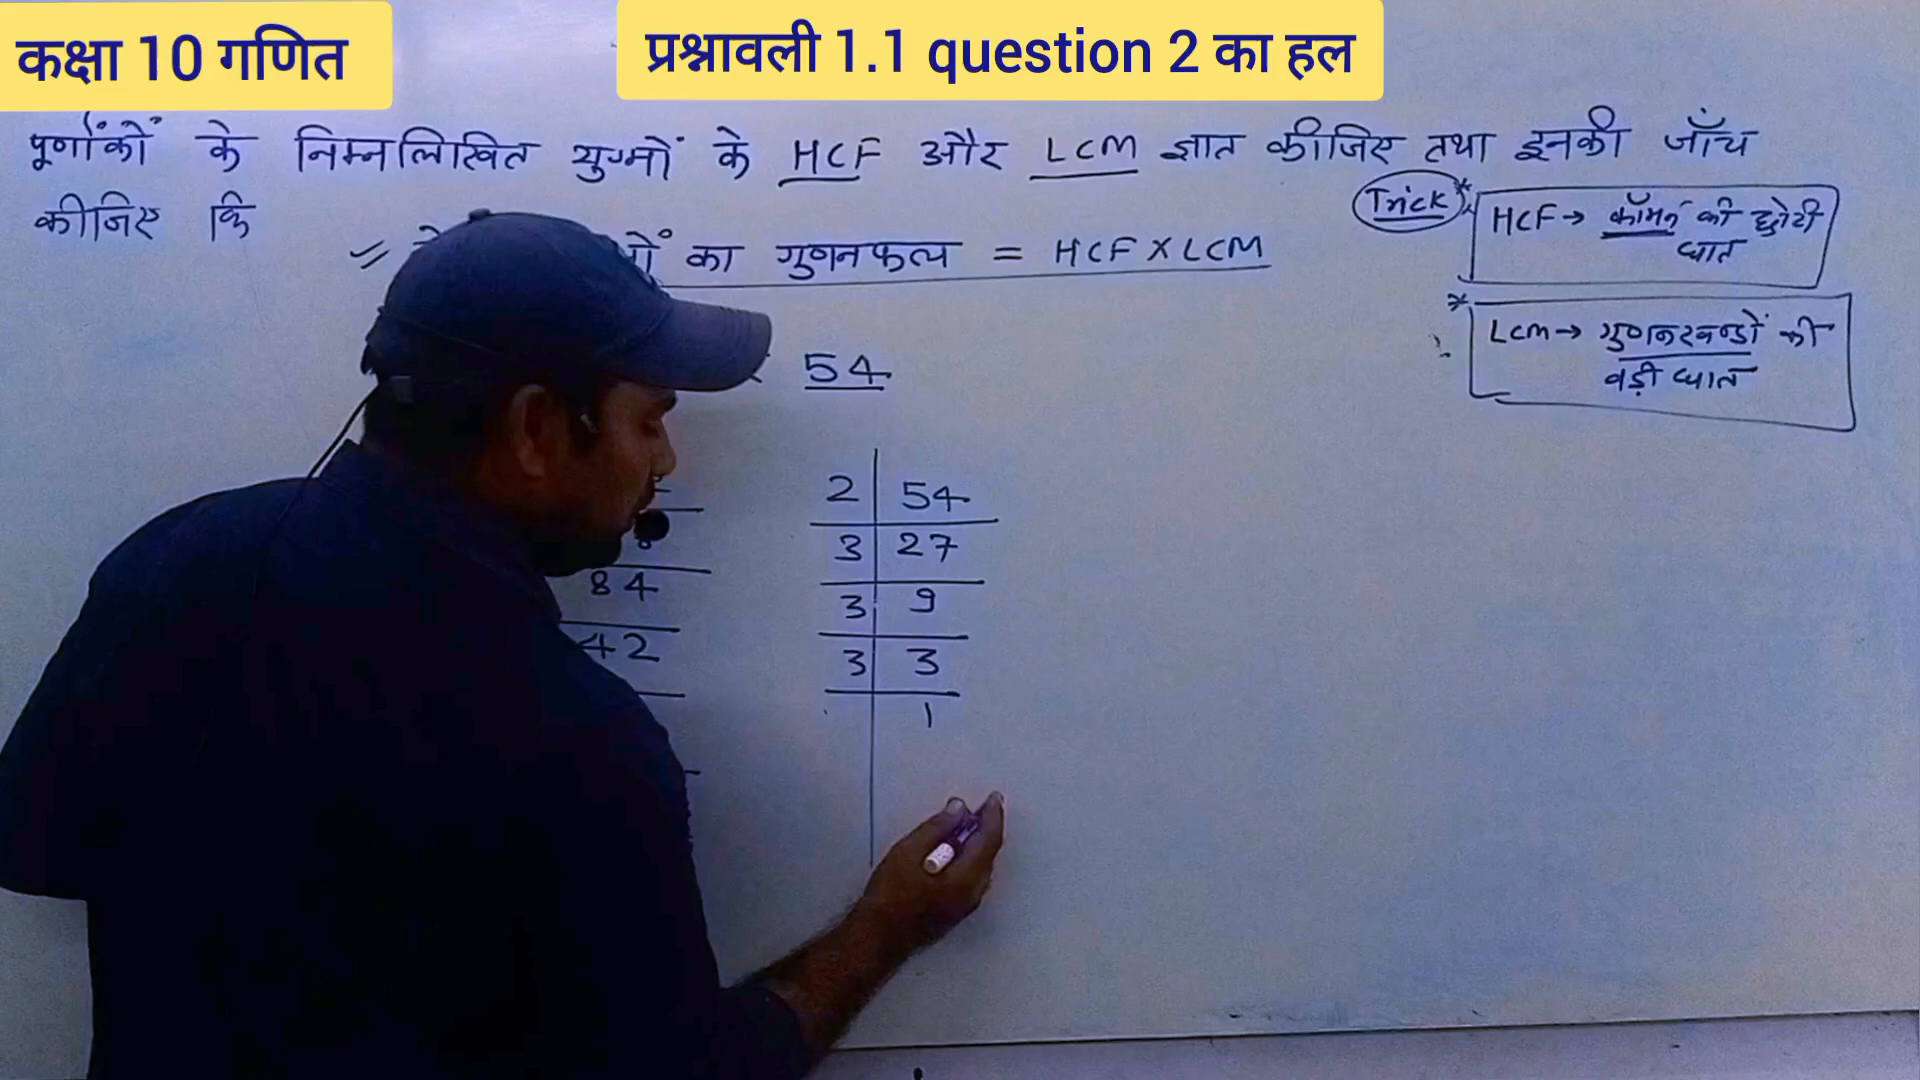 कक्षा 10 गणित
प्रश्नावली 1.1 question 2 का हल
पूर्णांकों के निम्नलिखित युग्मों के HCF और LCM ज्ञात कीजिए तथा इनकी जाँच
कीजिए कि
का गुणनफल = HCF X LCM
Trick
* HCF → कॉमन की छोटी
घात
* LCM → गुणनखण्डों की
बड़ी घात
54
2 54
3 27
3 9
3 3
1
84
42